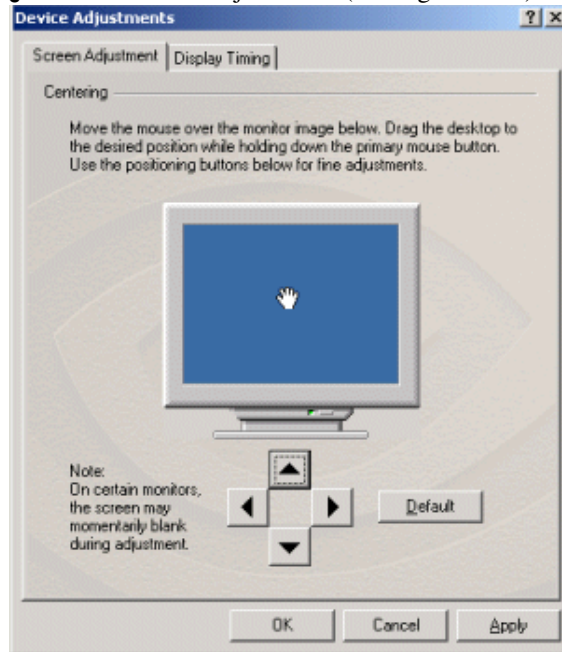 Device Adjustments
Screen Adjustment
Display Timing
Centering
Move the mouse over the monitor image below. Drag the desktop to
the desired position while holding down the primary mouse button.
Use the positioning buttons below for fine adjustments.
Note:
On certain monitors,
the screen may
momentarily blank
during adjustment.
Default
OK
Cancel
Apply